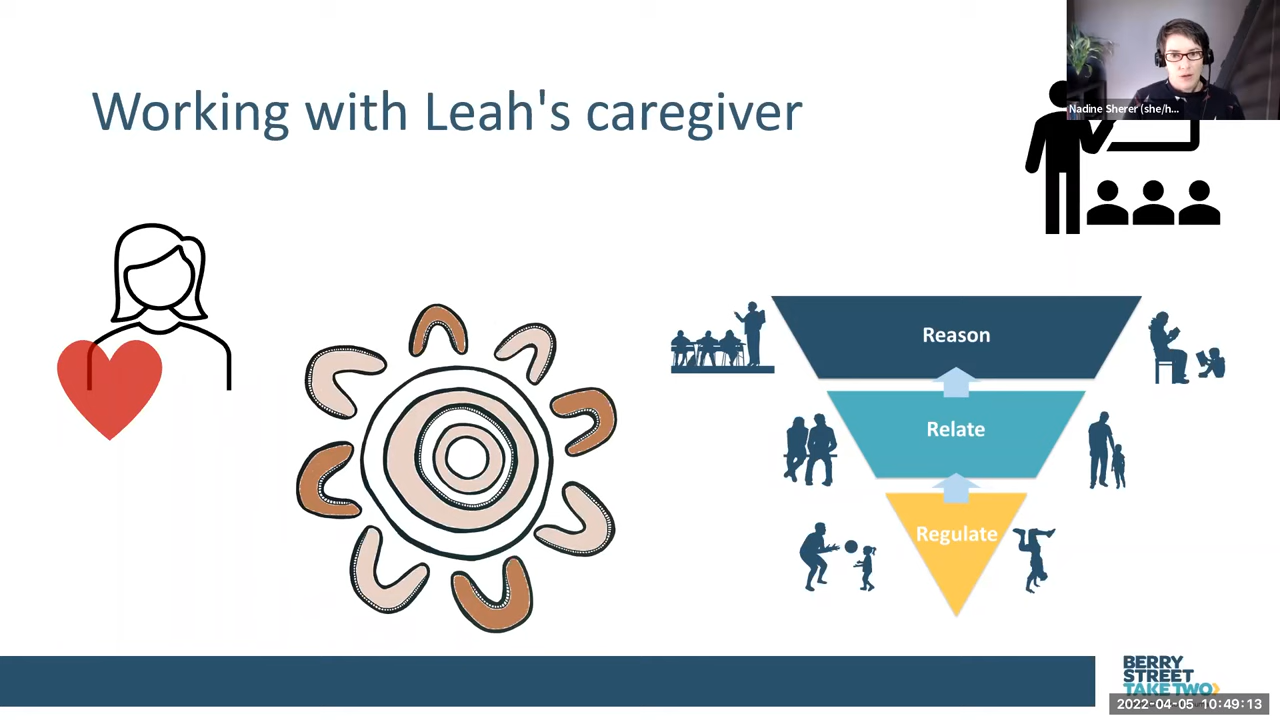 Working with Leah's caregiver
Nadine Sherer (she/h...
Reason
Relate
Regulate
BERRY
STREET
TAKE TWO
2022-04-05 10:49:13